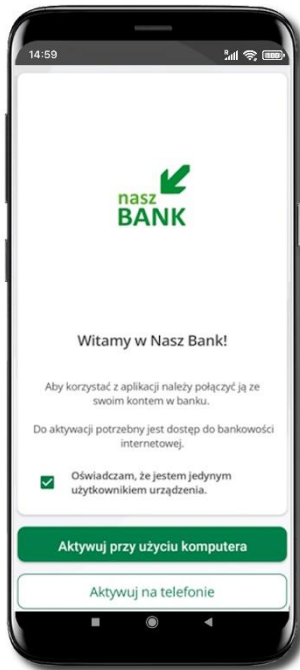 14:59
nasz
BANK
Witamy w Nasz Bank!
Aby korzystać z aplikacji należy połączyć ją ze
swoim kontem w banku.
Do aktywacji potrzebny jest dostęp do bankowości
internetowej.
Oświadczam, że jestem jedynym
użytkownikiem urządzenia.
Aktywuj przy użyciu komputera
Aktywuj na telefonie